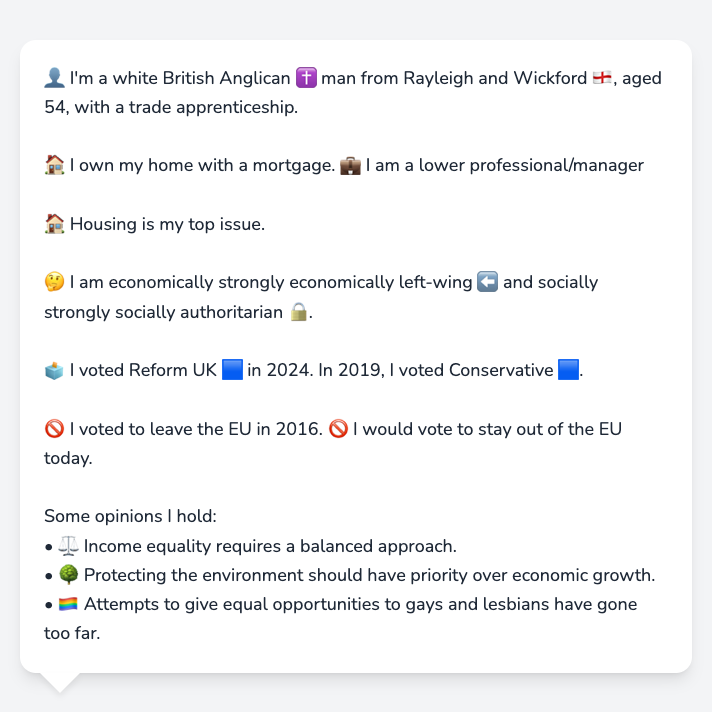 👤 I'm a white British Anglican ✝️ man from Rayleigh and Wickford 🏴󠁧󠁢󠁥󠁮󠁧󠁿, aged
54, with a trade apprenticeship.
🏠 I own my home with a mortgage. 💼 I am a lower professional/manager
🏠 Housing is my top issue.
🤔 I am economically strongly economically left-wing ⬅️ and socially
strongly socially authoritarian 🔒.
🗳️ I voted Reform UK 🟦 in 2024. In 2019, I voted Conservative 🟦.
🚫 I voted to leave the EU in 2016. 🚫 I would vote to stay out of the EU
today.
Some opinions I hold:
• ⚖️ Income equality requires a balanced approach.
• 🌳 Protecting the environment should have priority over economic growth.
• 🏳️‍🌈 Attempts to give equal opportunities to gays and lesbians have gone
too far.